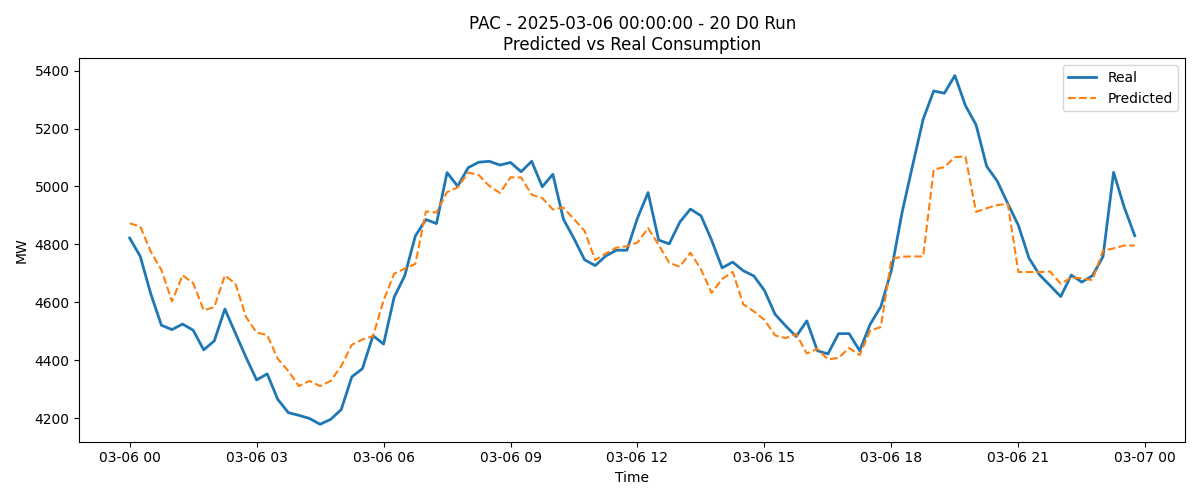 PAC - 2025-03-06 00:00:00 - 20 D0 Run
Predicted vs Real Consumption
Real
Predicted
MW
5400
5200
5000
4800
4600
4400
4200
03-06 00
03-06 03
03-06 06
03-06 09
03-06 12
03-06 15
03-06 18
03-06 21
03-07 00
Time